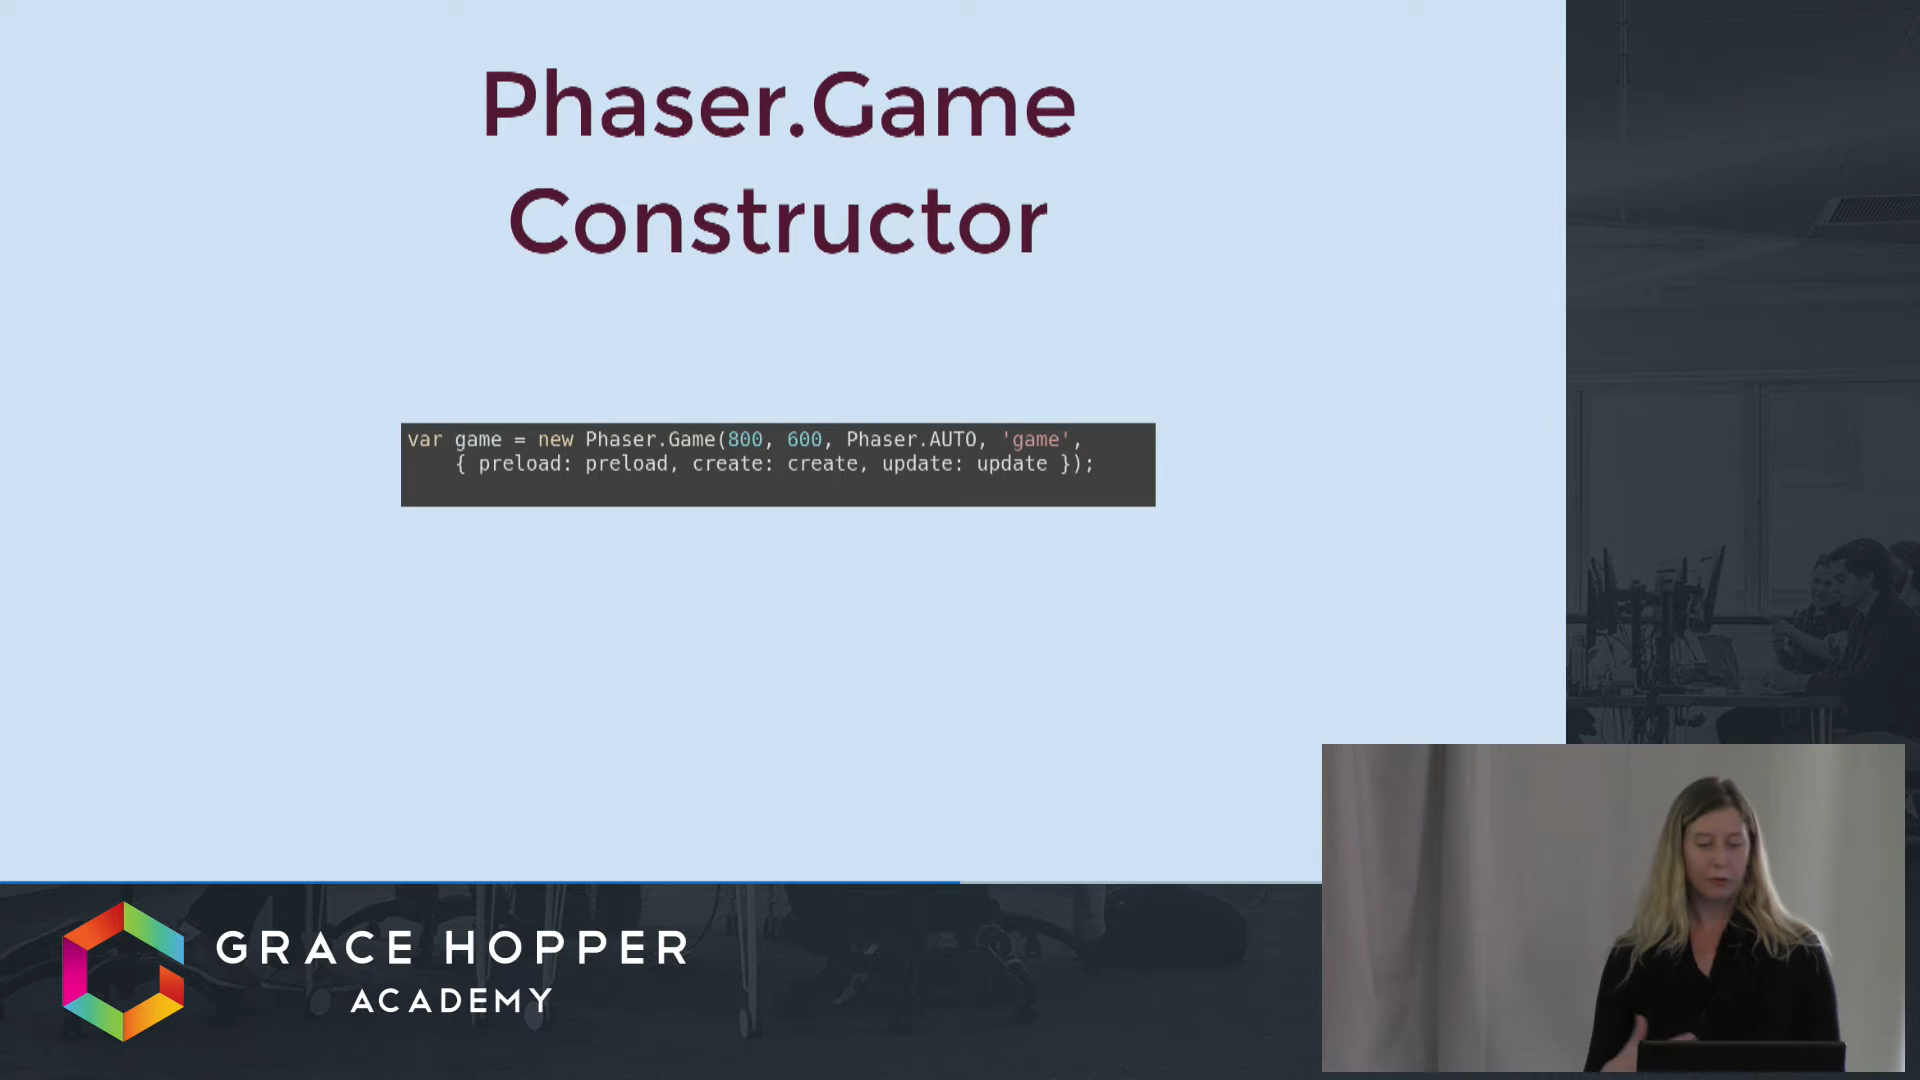 Phaser.Game
Constructor
var game = new Phaser.Game(800, 600, Phaser.AUTO, 'game',
    { preload: preload, create: create, update: update });
GRACE HOPPER
ACADEMY